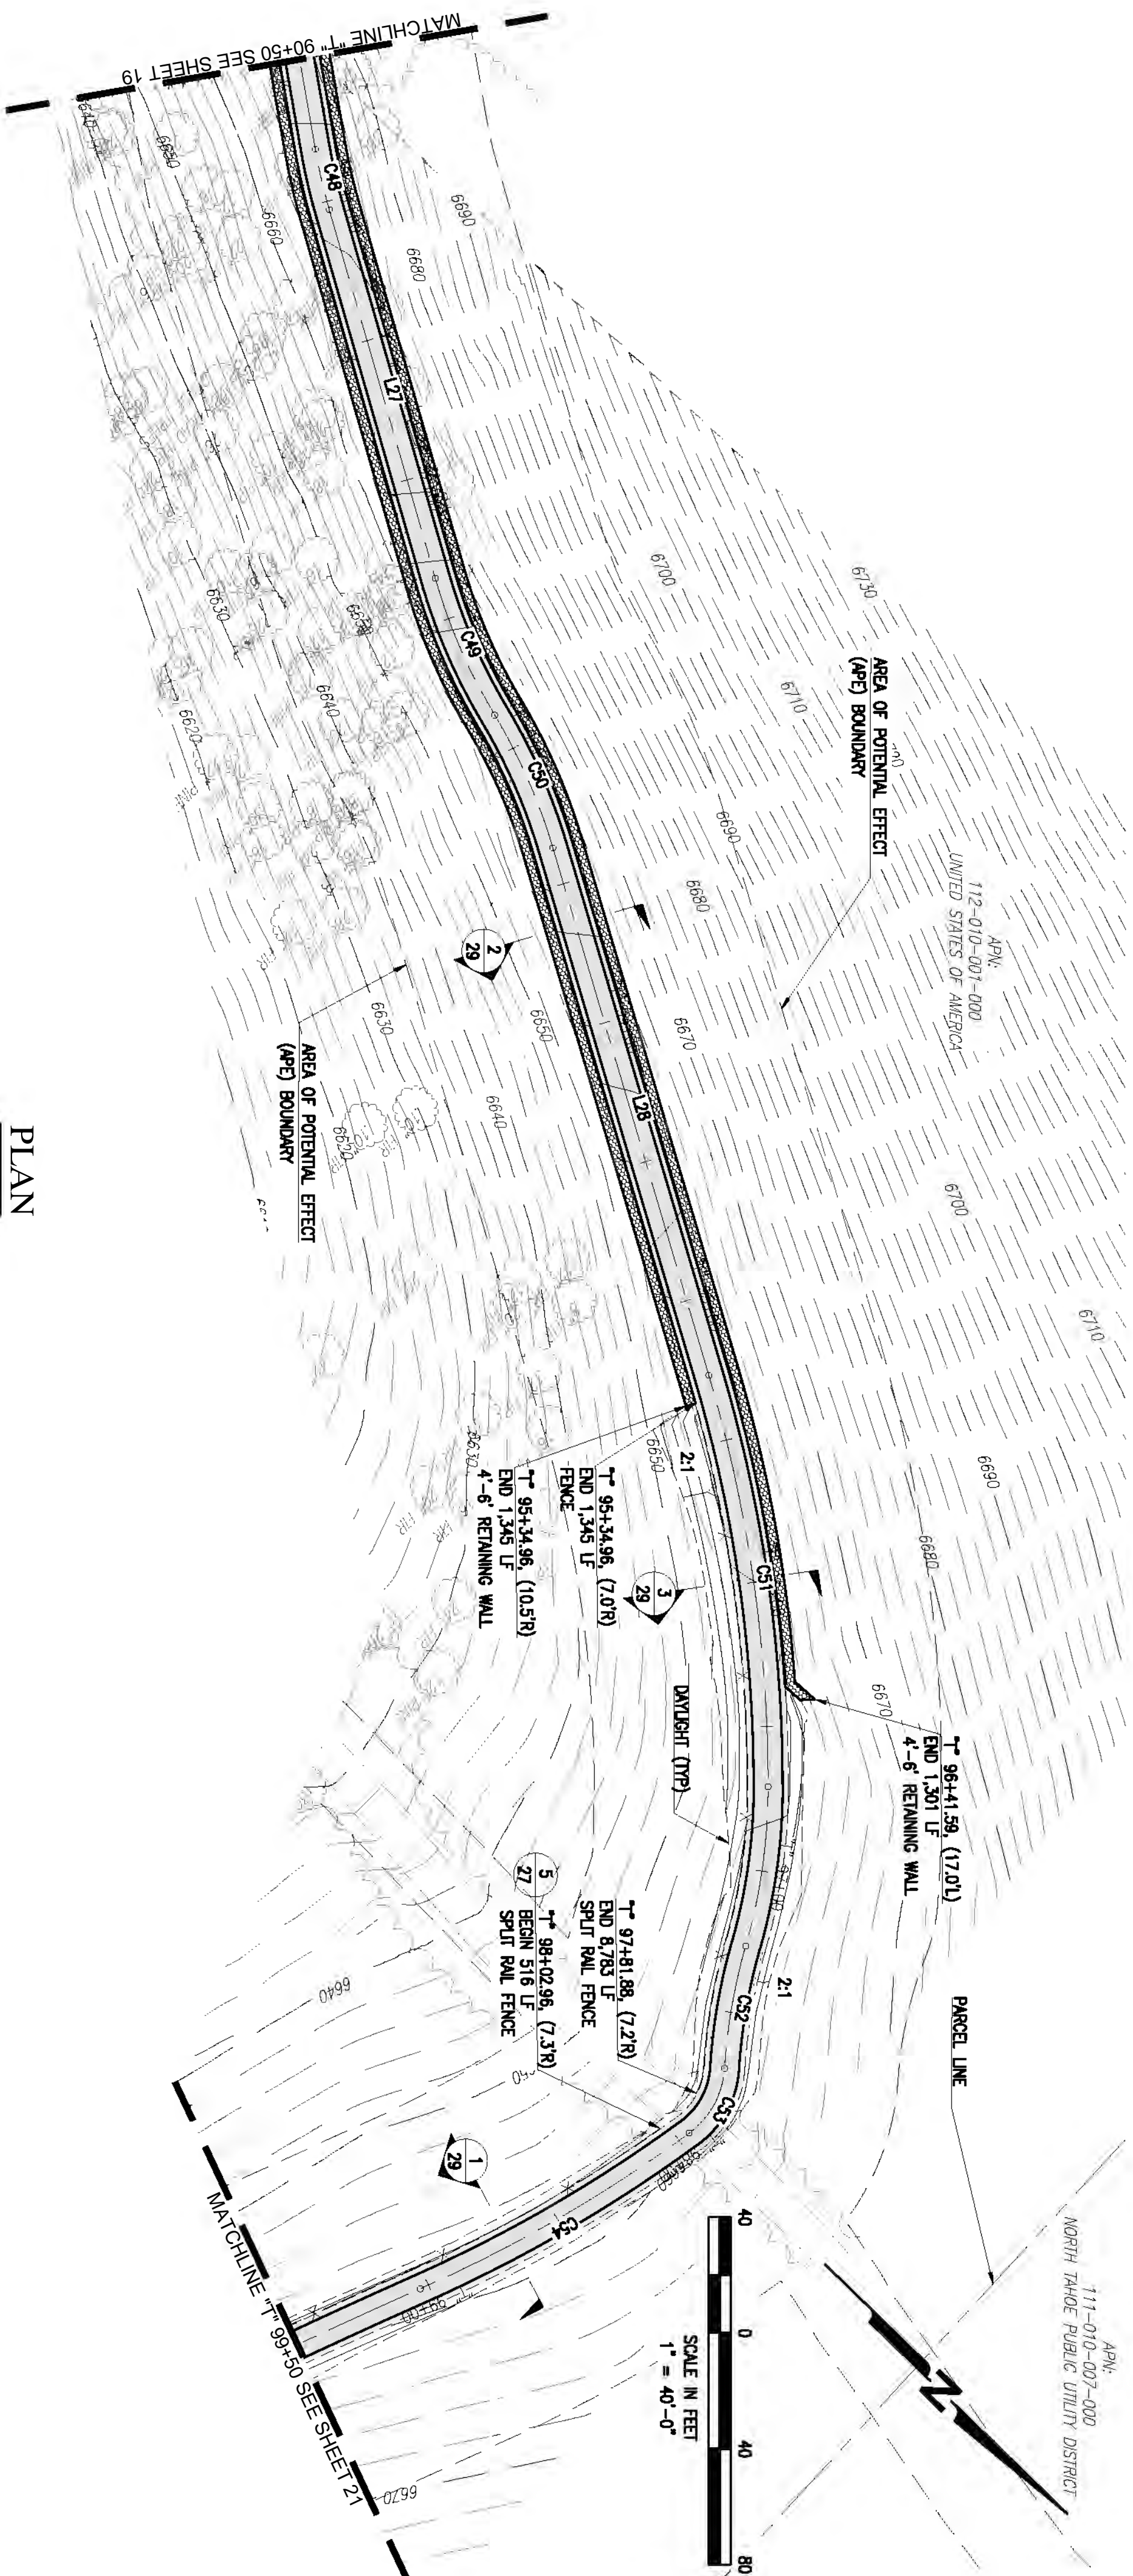 MATCHLINE "T" 90+50 SEE SHEET 19
6640
6650
6660
6690
6680
C48
L27
6630
6620
6640
C49
C50
6700
6730
6710
AREA OF POTENTIAL EFFECT
(APE) BOUNDARY
6690
6680
APN:
112-010-001-000
UNITED STATES OF AMERICA
2
29
6630
6650
6670
AREA OF POTENTIAL EFFECT
(APE) BOUNDARY
6620
6640
L28
6700
6710
6690
6680
6630
6650
2:1
"T" 95+34.96, (7.0'R)
END 1,345 LF
FENCE
"T" 95+34.96, (10.5'R)
END 1,345 LF
4'-6' RETAINING WALL
3
29
C51
6670
"T" 96+41.59, (17.0'L)
END 1,301 LF
4'-6' RETAINING WALL
DAYLIGHT (TYP)
5
27
"T" 97+81.88, (7.2'R)
END 8,783 LF
SPLIT RAIL FENCE
"T" 98+02.96, (7.3'R)
BEGIN 516 LF
SPLIT RAIL FENCE
2:1
C52
C53
C54
6640
PARCEL LINE
APN:
111-010-007-000
NORTH TAHOE PUBLIC UTILITY DISTRICT
1
29
"T" 99+00
6670
MATCHLINE "T" 99+50 SEE SHEET 21
N
40 0 40 80
SCALE IN FEET
1" = 40'-0"
PLAN